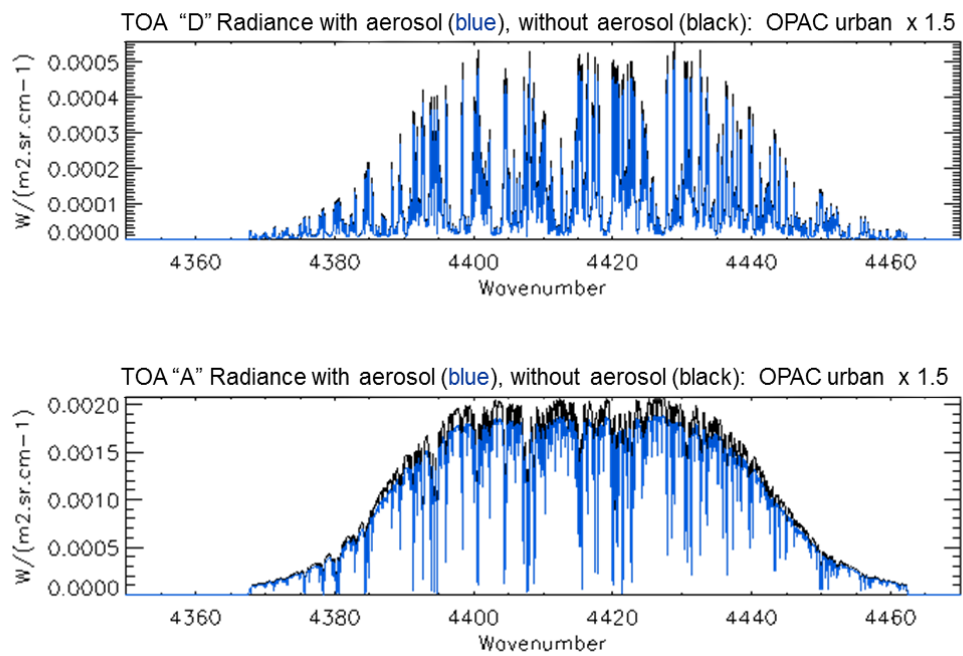 TOA “D” Radiance with aerosol (blue), without aerosol (black): OPAC urban x 1.5
0.0005
0.0004
0.0003
0.0002
0.0001
0.0000
W/(m2.sr.cm-1)
4360 4380 4400 4420 4440 4460
Wavenumber
TOA “A” Radiance with aerosol (blue), without aerosol (black): OPAC urban x 1.5
0.0020
0.0015
0.0010
0.0005
0.0000
W/(m2.sr.cm-1)
4360 4380 4400 4420 4440 4460
Wavenumber